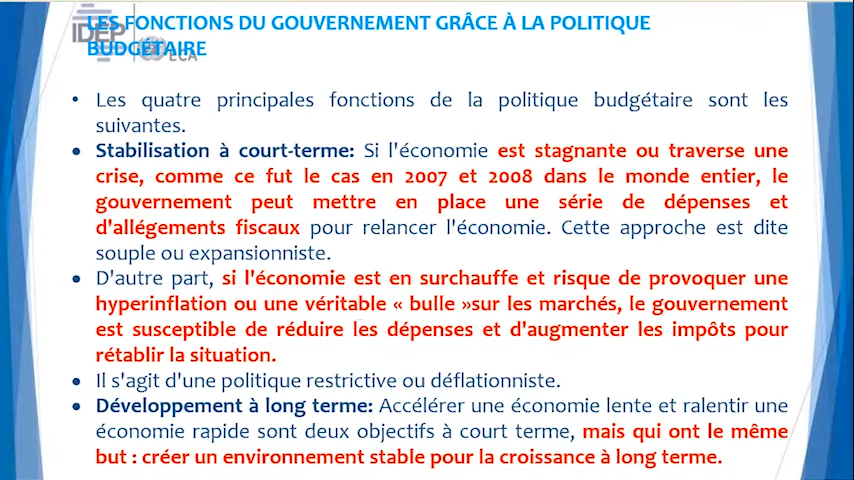 LES FONCTIONS DU GOUVERNEMENT GRÂCE À LA POLITIQUE
BUDGÉTAIRE
IDEP
ECA
• Les quatre principales fonctions de la politique budgétaire sont les
suivantes.
• Stabilisation à court-terme: Si l'économie est stagnante ou traverse une
crise, comme ce fut le cas en 2007 et 2008 dans le monde entier, le
gouvernement peut mettre en place une série de dépenses et
d'allégements fiscaux pour relancer l'économie. Cette approche est dite
souple ou expansionniste.
• D'autre part, si l'économie est en surchauffe et risque de provoquer une
hyperinflation ou une véritable « bulle »sur les marchés, le gouvernement
est susceptible de réduire les dépenses et d'augmenter les impôts pour
rétablir la situation.
• Il s'agit d'une politique restrictive ou déflationniste.
• Développement à long terme: Accélérer une économie lente et ralentir une
économie rapide sont deux objectifs à court terme, mais qui ont le même
but : créer un environnement stable pour la croissance à long terme.